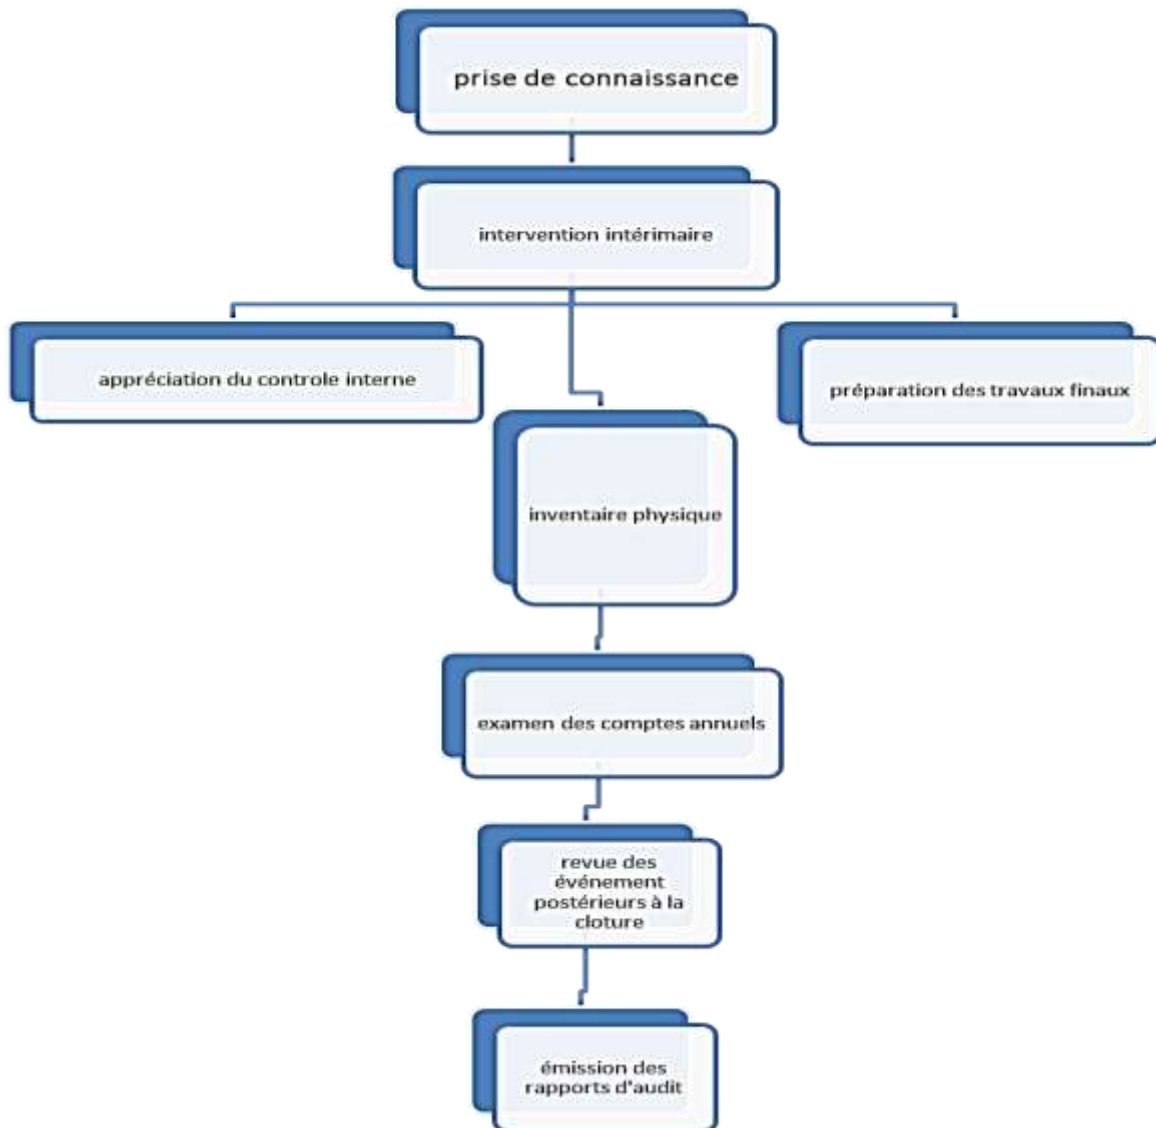 prise de connaissance
intervention intérimaire
appréciation du controle interne
préparation des travaux finaux
inventaire physique
examen des comptes annuels
revue des
événement
postérieurs à la
cloture
émission des
rapports d'audit